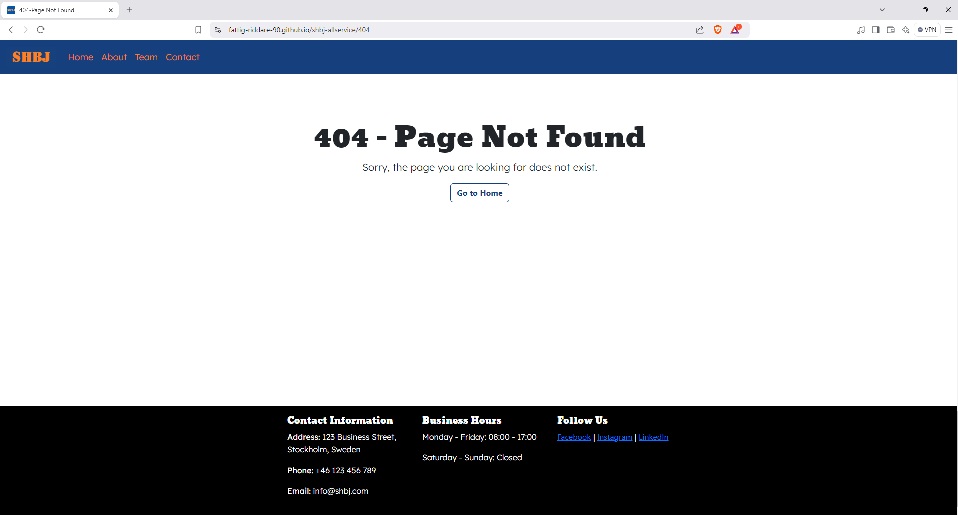 404-Page Not Found
SHBJ
Home About Team Contact
404 - Page Not Found
Sorry, the page you are looking for does not exist.
Go to Home
Contact Information
Address: 123 Business Street,
Stockholm, Sweden
Phone: +46 123 456 789
Email: info@shbj.com
Business Hours
Monday - Friday: 08:00 - 17:00
Saturday - Sunday: Closed
Follow Us
Facebook | Instagram | LinkedIn
VPN